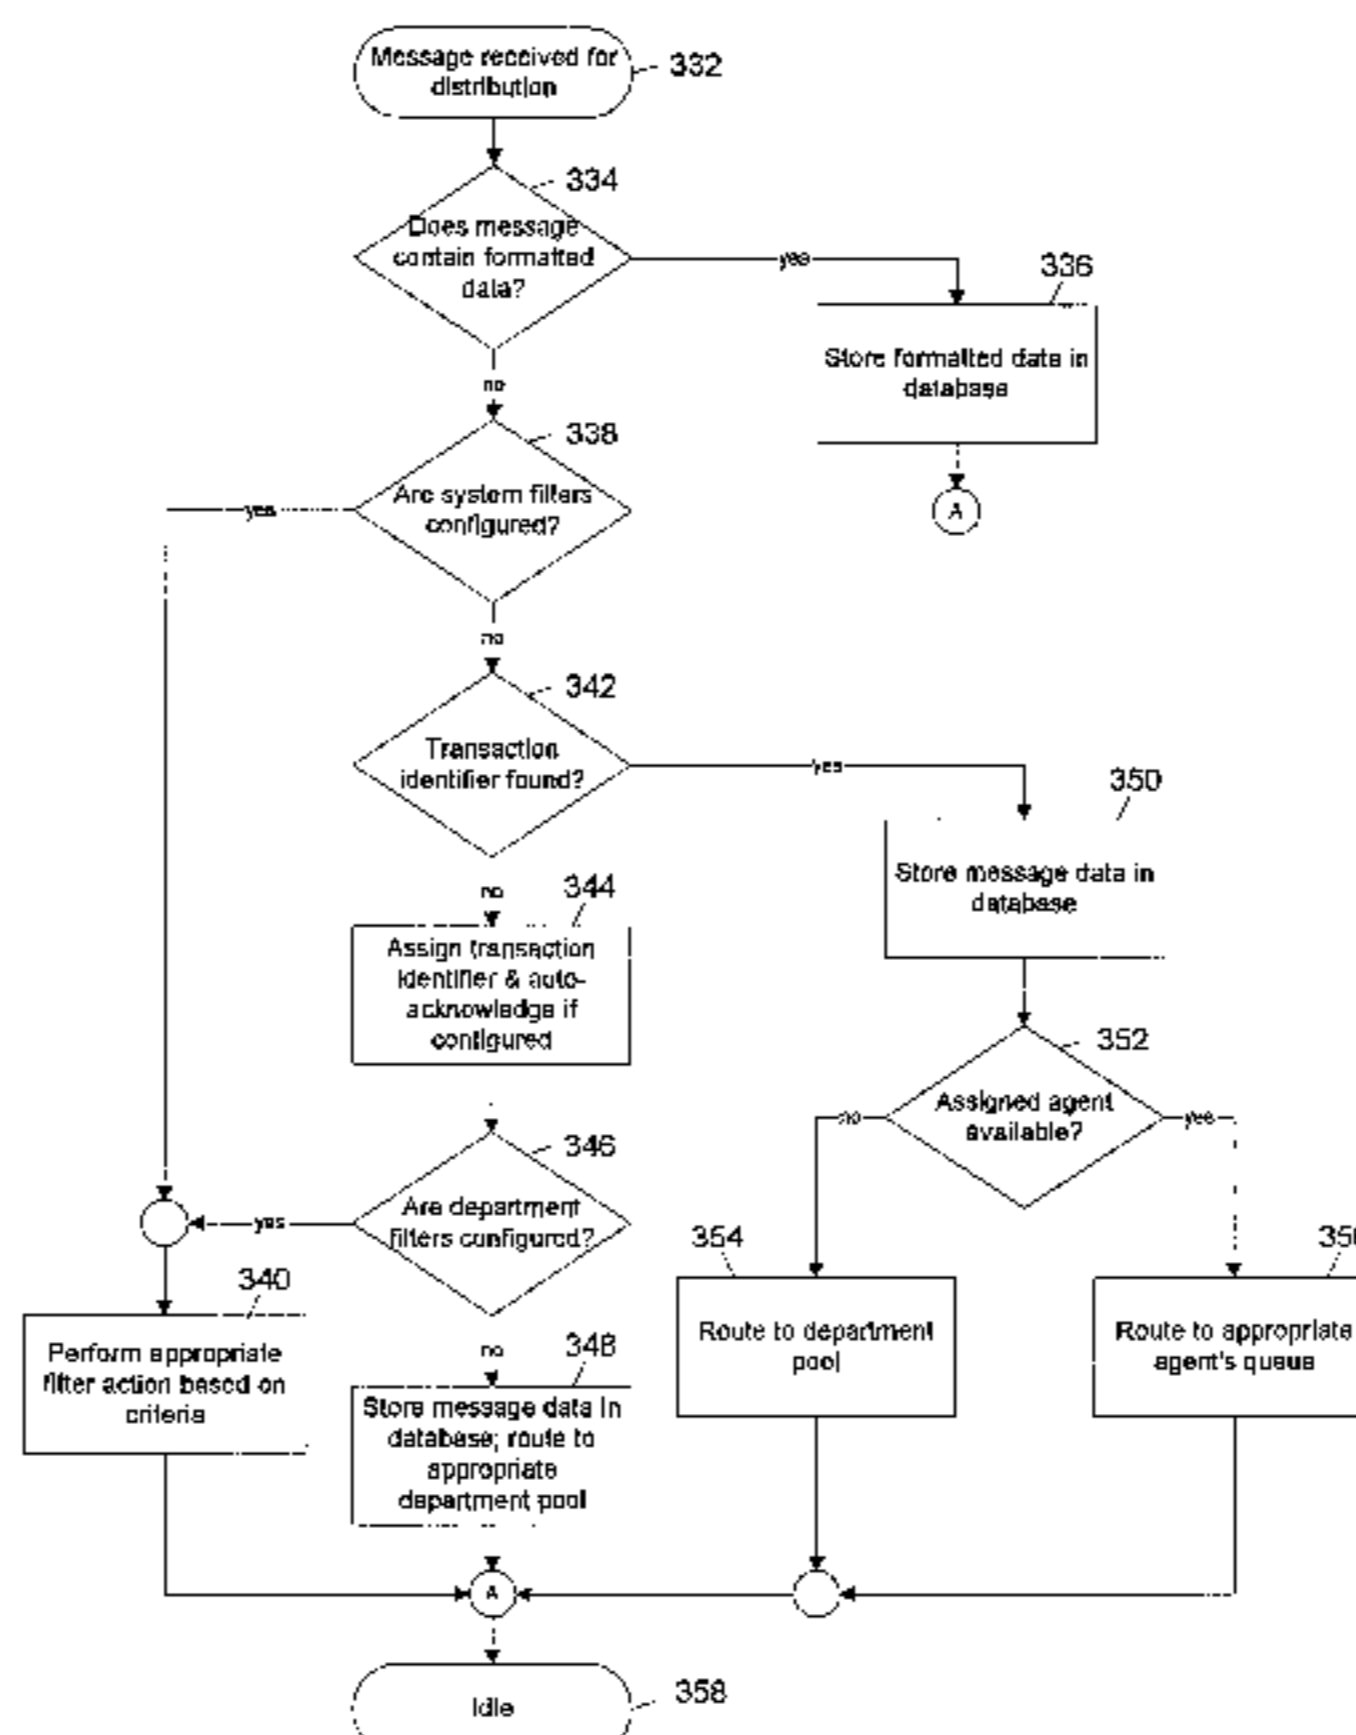 Message received for
distribution
332
334
Does message
contain formatted
data?
yes
336
Store formatted data in
database
no
338
Are system filters
configured?
yes
A
no
342
Transaction
identifier found?
yes
350
Store message data in
database
no
344
Assign transaction
identifier & auto-
acknowledge if
configured
352
Assigned agent
available?
no
yes
346
Are department
filters configured?
yes
354
Route to department
pool
Route to appropriate
agent's queue
340
Perform appropriate
filter action based on
criteria
no
348
Store message data in
database; route to
appropriate
department pool
A
Idle
358